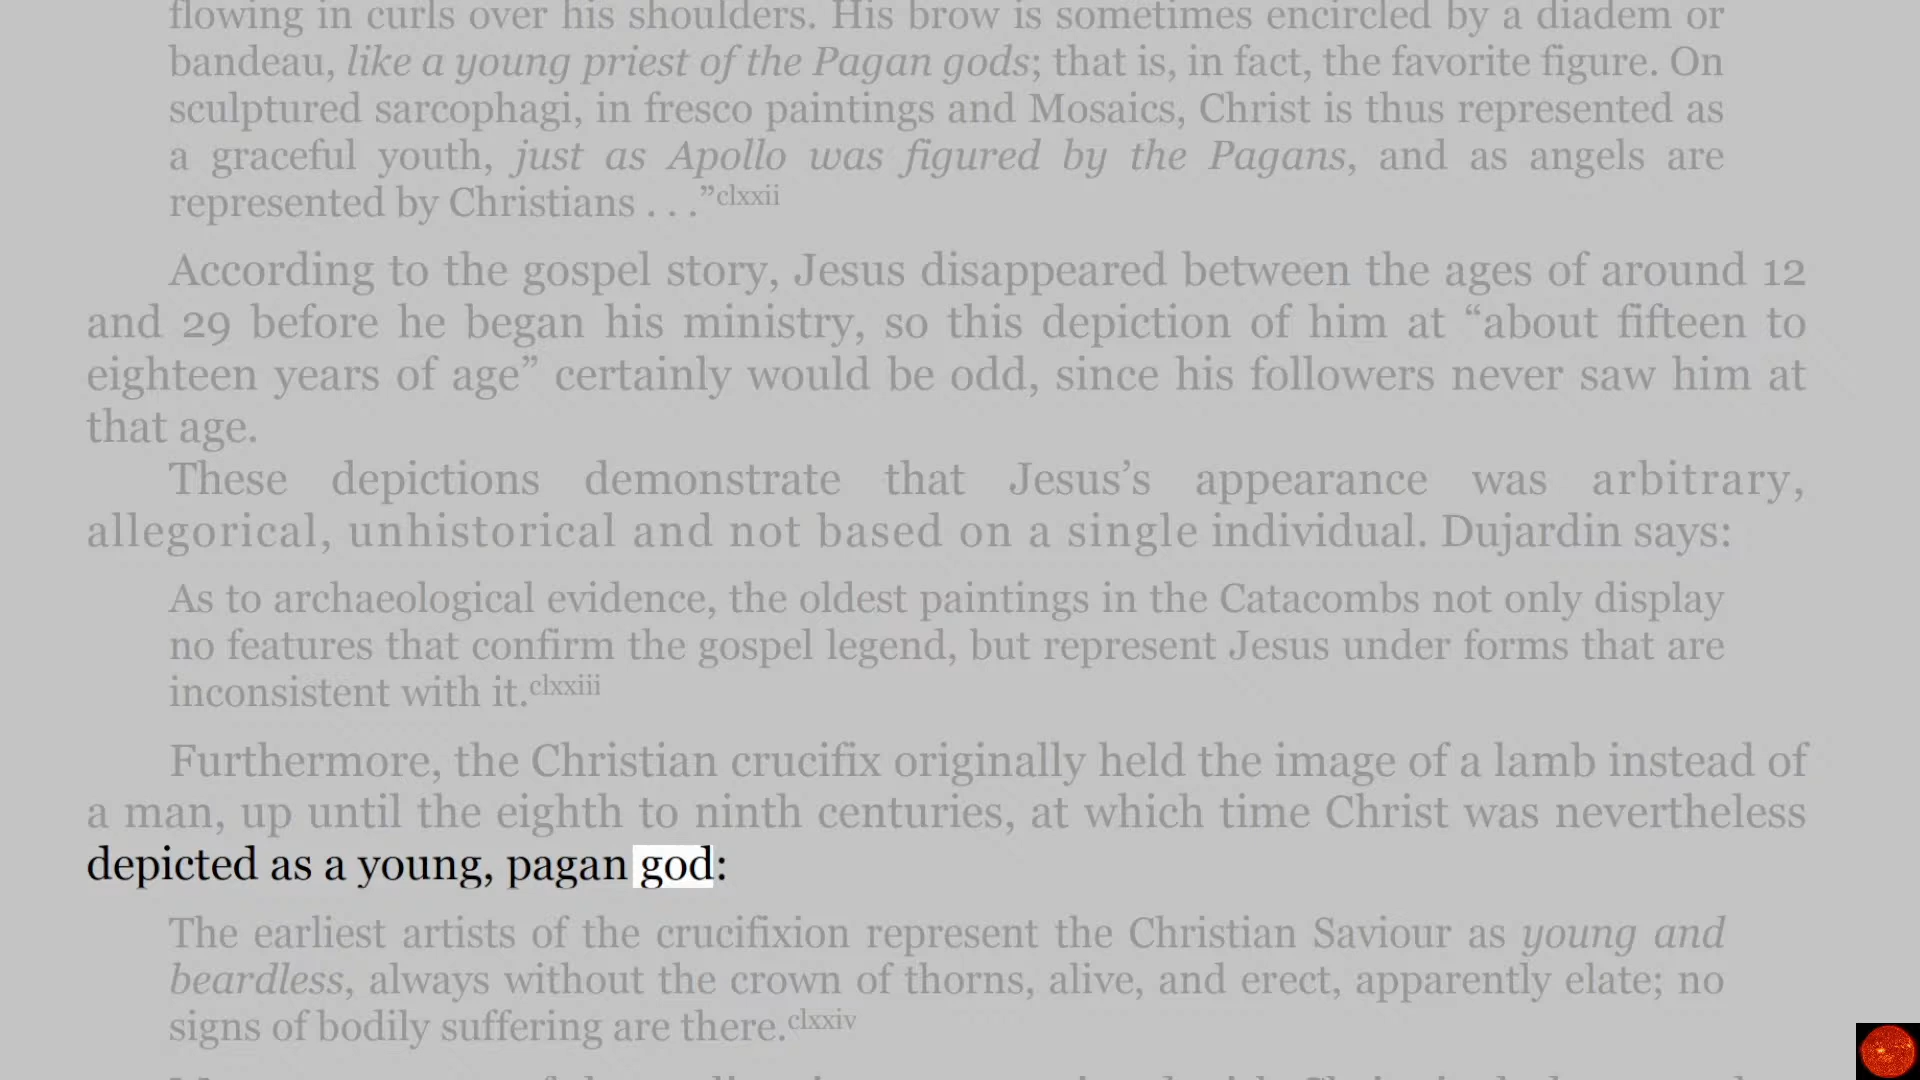 flowing in curls over his shoulders. His brow is sometimes encircled by a diadem or
bandeau, like a young priest of the Pagan gods; that is, in fact, the favorite figure. On
sculptured sarcophagi, in fresco paintings and Mosaics, Christ is thus represented as
a graceful youth, just as Apollo was figured by the Pagans, and as angels are
represented by Christians . . .”clxxii
According to the gospel story, Jesus disappeared between the ages of around 12
and 29 before he began his ministry, so this depiction of him at “about fifteen to
eighteen years of age” certainly would be odd, since his followers never saw him at
that age.
These depictions demonstrate that Jesus’s appearance was arbitrary,
allegorical, unhistorical and not based on a single individual. Dujardin says:
As to archaeological evidence, the oldest paintings in the Catacombs not only display
no features that confirm the gospel legend, but represent Jesus under forms that are
inconsistent with it.clxxiii
Furthermore, the Christian crucifix originally held the image of a lamb instead of
a man, up until the eighth to ninth centuries, at which time Christ was nevertheless
depicted as a young, pagan god:
The earliest artists of the crucifixion represent the Christian Saviour as young and
beardless, always without the crown of thorns, alive, and erect, apparently elate; no
signs of bodily suffering are there.clxxiv